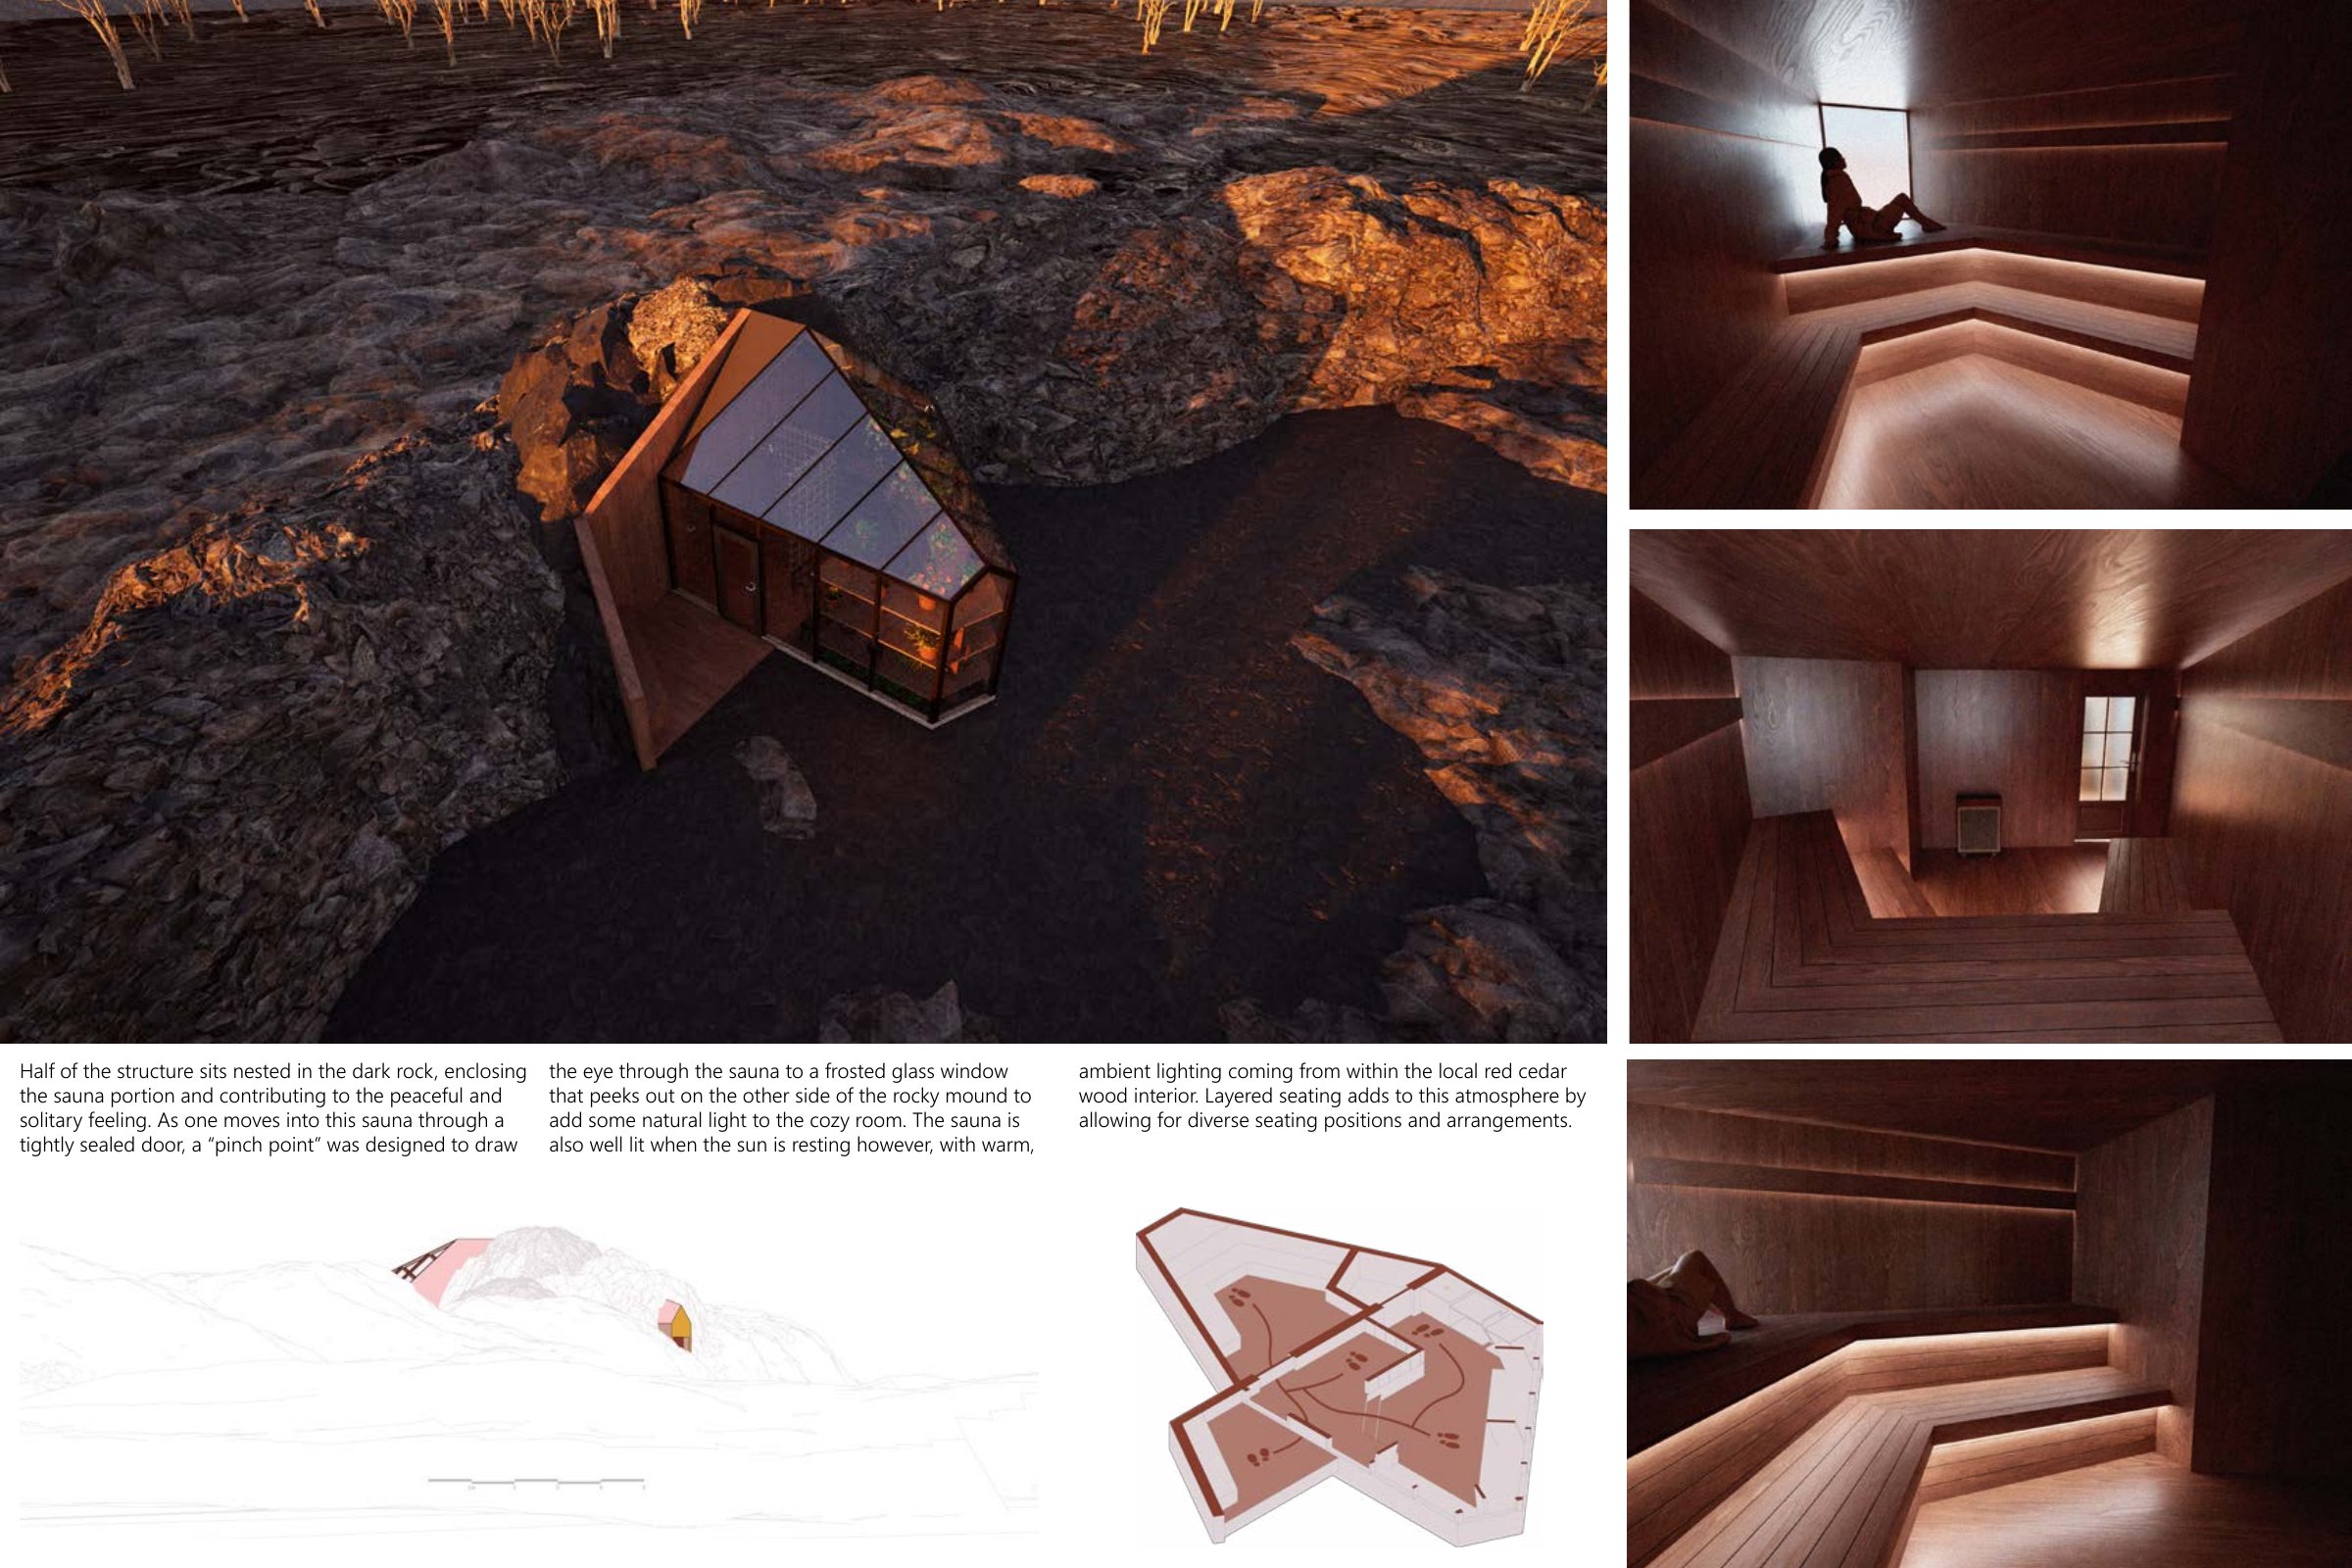 Half of the structure sits nested in the dark rock, enclosing
the sauna portion and contributing to the peaceful and
solitary feeling. As one moves into this sauna through a
tightly sealed door, a “pinch point” was designed to draw
the eye through the sauna to a frosted glass window
that peeks out on the other side of the rocky mound to
add some natural light to the cozy room. The sauna is
also well lit when the sun is resting however, with warm,
ambient lighting coming from within the local red cedar
wood interior. Layered seating adds to this atmosphere by
allowing for diverse seating positions and arrangements.